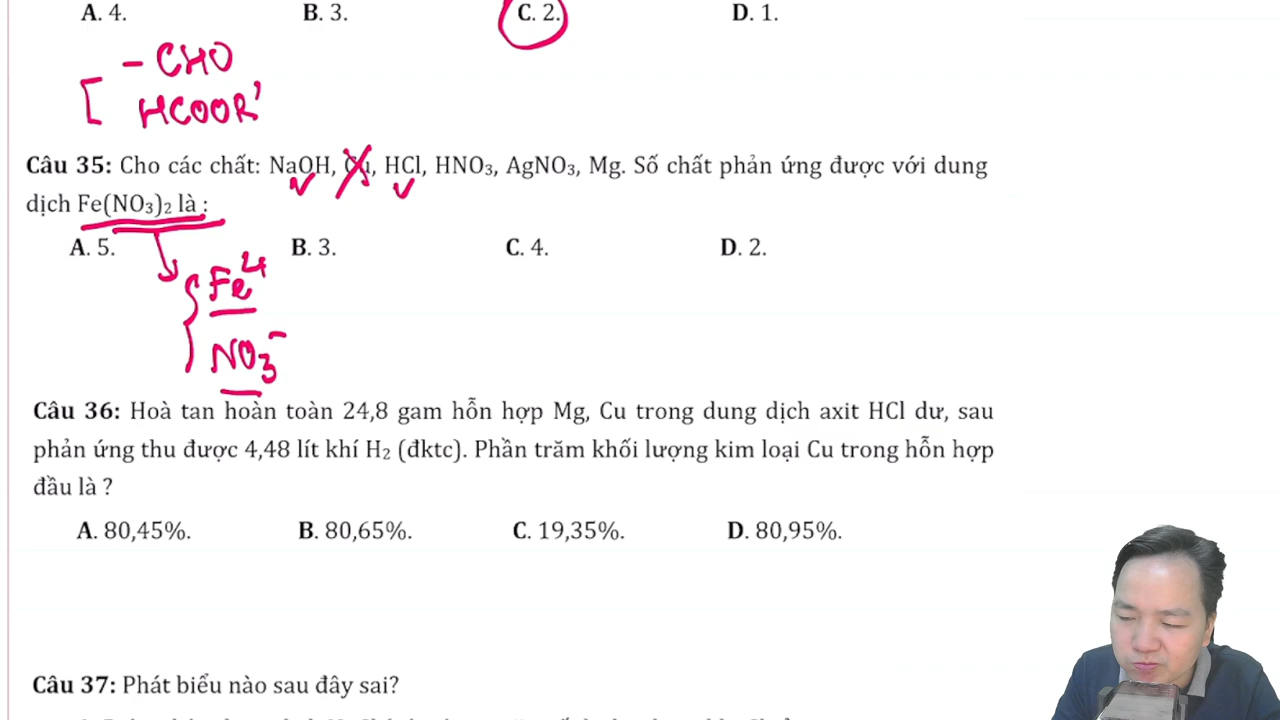 A. 4. B. 3. C. 2. D. 1.
- CHO
HCOOR'
Câu 35: Cho các chất: NaOH, Cu, HCl, HNO₃, AgNO₃, Mg. Số chất phản ứng được với dung
dịch Fe(NO₃)₂ là :
A. 5. B. 3. C. 4. D. 2.
Fe²⁺
NO₃⁻
Câu 36: Hoà tan hoàn toàn 24,8 gam hỗn hợp Mg, Cu trong dung dịch axit HCl dư, sau
phản ứng thu được 4,48 lít khí H₂ (đktc). Phần trăm khối lượng kim loại Cu trong hỗn hợp
đầu là ?
A. 80,45%. B. 80,65%. C. 19,35%. D. 80,95%.
Câu 37: Phát biểu nào sau đây sai?